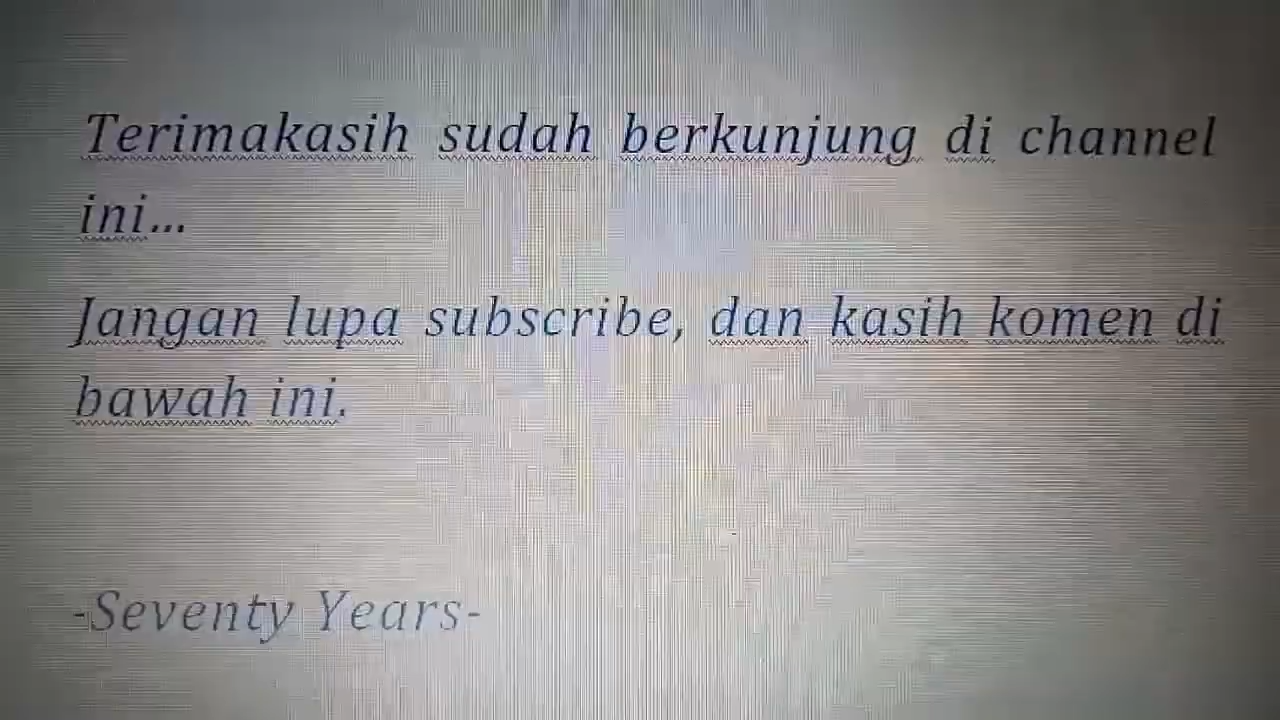 Terimakasih sudah berkunjung di channel
ini...
Jangan lupa subscribe, dan kasih komen di
bawah ini.
-Seventy Years-